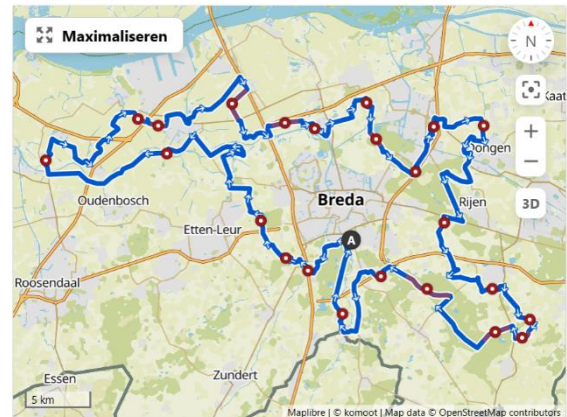 Maximaliseren
N
Kaat
Dongen
Oudenbosch
Breda
Rijen
3D
Etten-Leur
A
Roosendaal
Zundert
Essen
5 km
Maplibre | © komoot | Map data © OpenStreetMap contributors